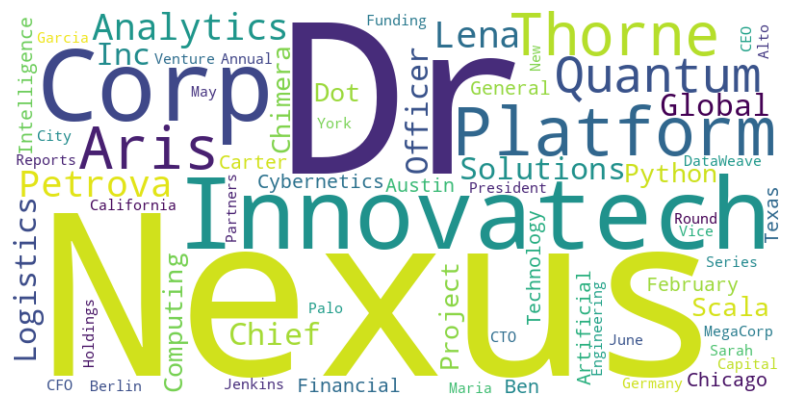 Intelligence
Garcia
Analytics
Inc
Venture
Annual
Corp
May
Chimera
Dr
Funding
Dot
York
Officer
Lena
General
New
Thorne
CEO
Alto
Quantum
Global
Platform
City
Reports
Aris
Carter
Petrova
California
Cybernetics
Austin
Solutions
President
Python
DataWeave
Partners
Innovatech
Round
Vice
Texas
Logistics
Nexus
Holdings
Computing
Chief
Palo
Project
CTO
Technology
Artificial
Engineering
June
February
Series
Scala
MegaCorp
Sarah
Capital
CFO
Berlin
Jenkins
Financial
Maria
Ben
Germany
Chicago